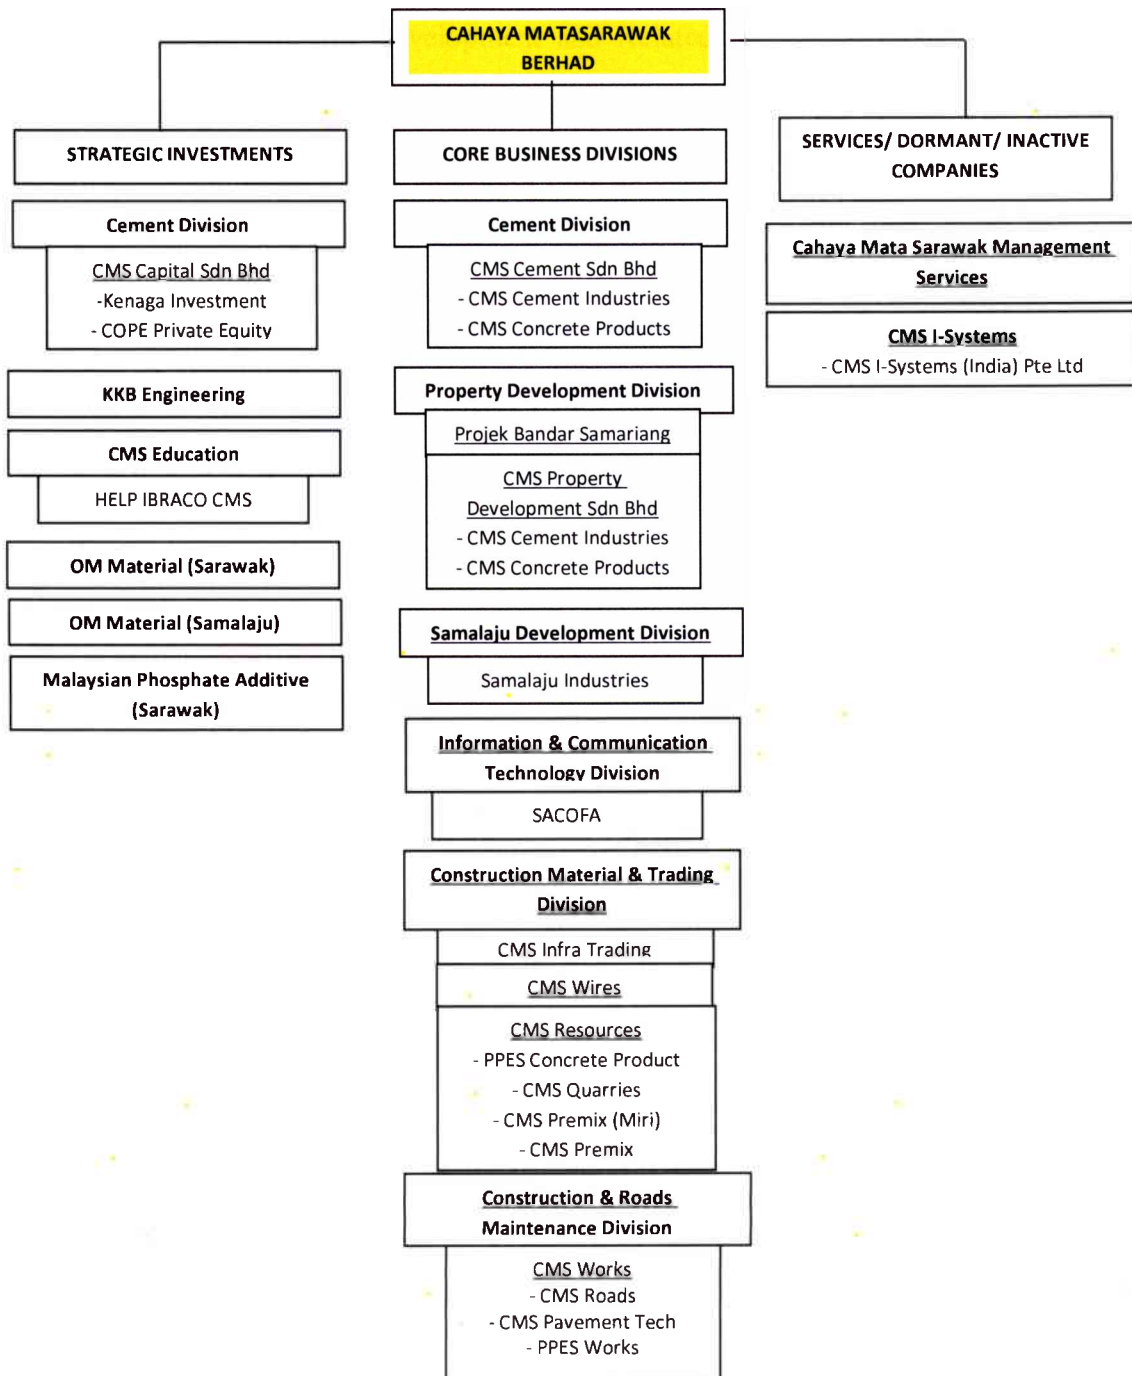 CAHAYA MATASARAWAK
BERHAD
STRATEGIC INVESTMENTS
Cement Division
CMS Capital Sdn Bhd
-Kenaga Investment
- COPE Private Equity
KKB Engineering
CMS Education
HELP IBRACO CMS
OM Material (Sarawak)
OM Material (Samalaju)
Malaysian Phosphate Additive
(Sarawak)
CORE BUSINESS DIVISIONS
Cement Division
CMS Cement Sdn Bhd
- CMS Cement Industries
- CMS Concrete Products
Property Development Division
Projek Bandar Samariang
CMS Property
Development Sdn Bhd
- CMS Cement Industries
- CMS Concrete Products
Samalaju Development Division
Samalaju Industries
Information & Communication
Technology Division
SACOFA
Construction Material & Trading
Division
CMS Infra Trading
CMS Wires
CMS Resources
- PPES Concrete Product
- CMS Quarries
- CMS Premix (Miri)
- CMS Premix
Construction & Roads
Maintenance Division
CMS Works
- CMS Roads
- CMS Pavement Tech
- PPES Works
SERVICES/ DORMANT/ INACTIVE
COMPANIES
Cahaya Mata Sarawak Management
Services
CMS I-Systems
- CMS I-Systems (India) Pte Ltd